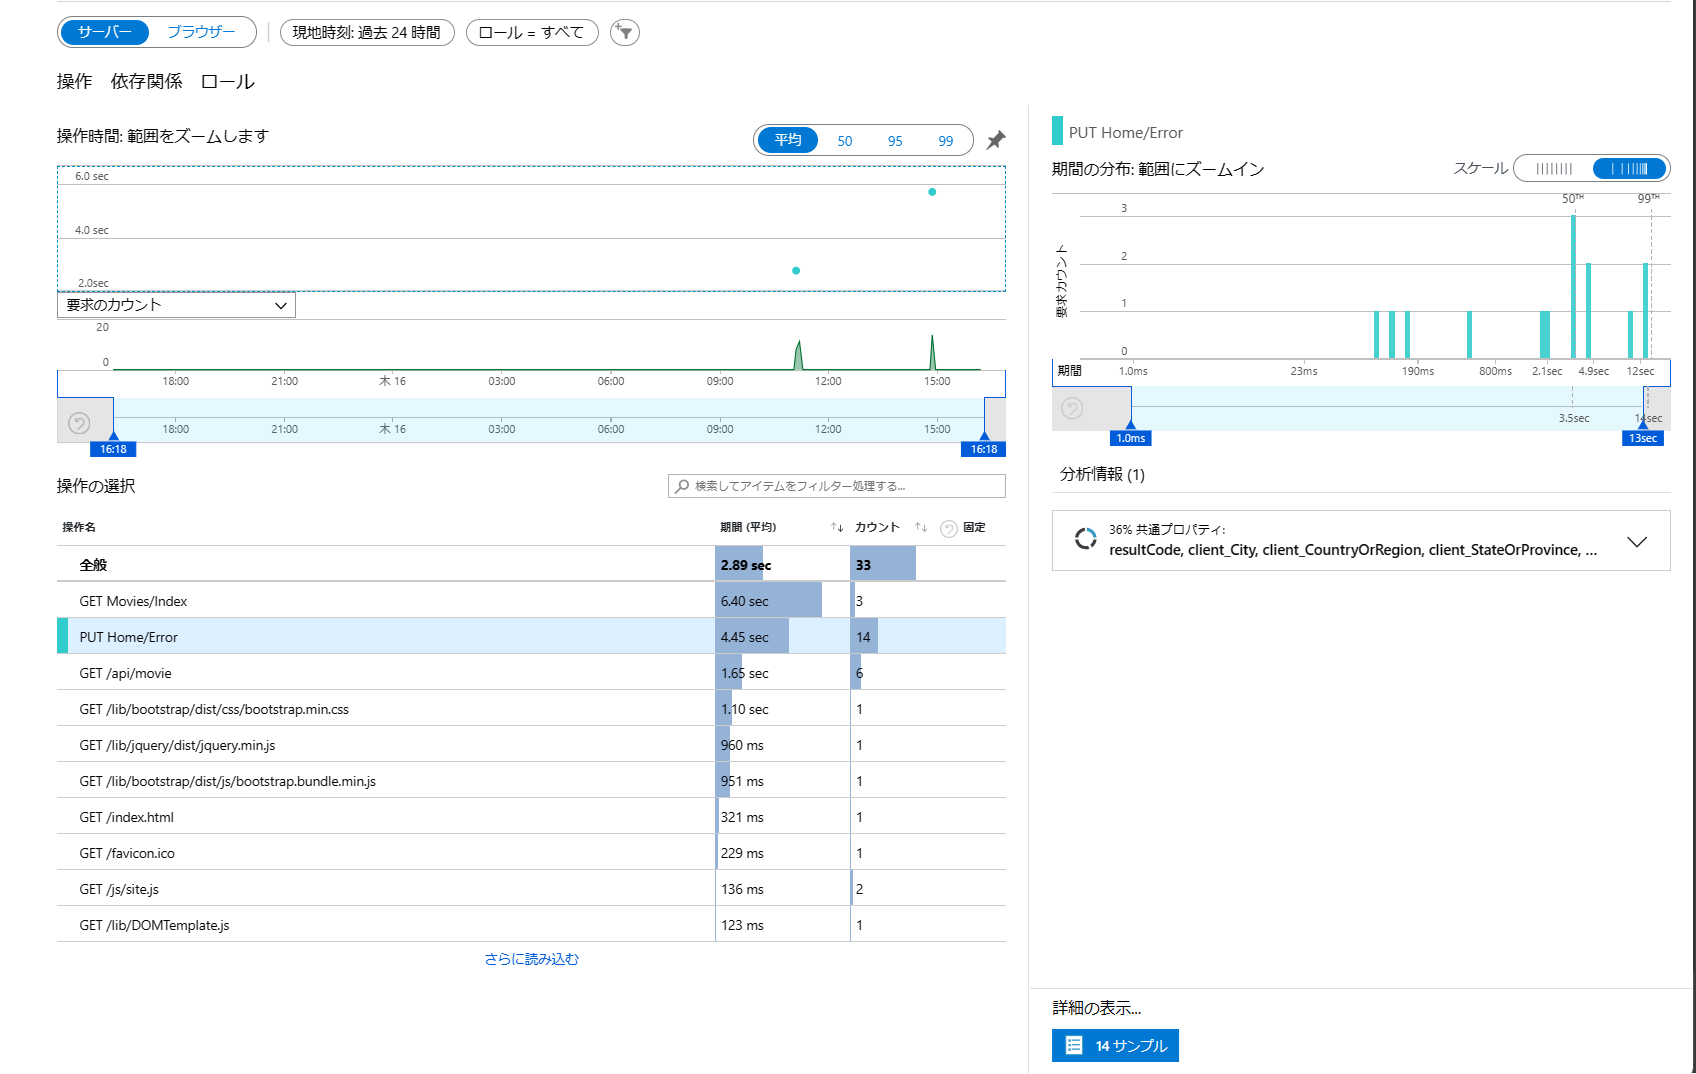 サーバー ブラウザー 現地時刻: 過去 24 時間 ロール = すべて
操作 依存関係 ロール
操作時間: 範囲をズームします 平均 50 95 99
6.0 sec
4.0 sec
2.0sec
要求のカウント
20
0
18:00 21:00 木 16 03:00 06:00 09:00 12:00 15:00
18:00 21:00 木 16 03:00 06:00 09:00 12:00 15:00
16:18 16:18
操作の選択 検索してアイテムをフィルター処理する...
操作名 期間 (平均) カウント 固定
全般 2.89 sec 33
GET Movies/Index 6.40 sec 3
PUT Home/Error 4.45 sec 14
GET /api/movie 1.65 sec 6
GET /lib/bootstrap/dist/css/bootstrap.min.css 1.10 sec 1
GET /lib/jquery/dist/jquery.min.js 960 ms 1
GET /lib/bootstrap/dist/js/bootstrap.bundle.min.js 951 ms 1
GET /index.html 321 ms 1
GET /favicon.ico 229 ms 1
GET /js/site.js 136 ms 2
GET /lib/DOMTemplate.js 123 ms 1
さらに読み込む
PUT Home/Error
期間の分布: 範囲にズームイン スケール
50TH 99TH
3
2
1
0
要求カウント
期間 1.0ms 23ms 190ms 800ms 2.1sec 4.9sec 12sec
3.5sec 14sec
1.0ms 13sec
分析情報 (1)
36% 共通プロパティ:
resultCode, client_City, client_CountryOrRegion, client_StateOrProvince, ...
詳細の表示...
14 サンプル